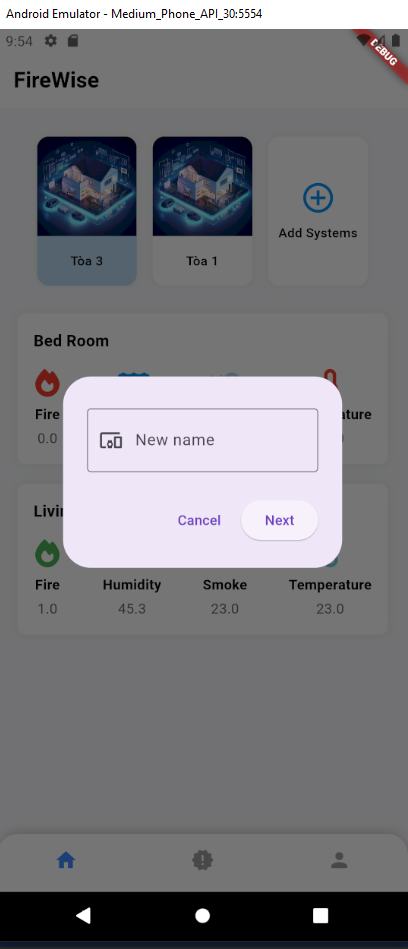 Android Emulator - Medium_Phone_API_30:5554
9:54
DEBUG
FireWise
Tòa 3
Tòa 1
Add Systems
Bed Room
Fire
ature
0.0
New name
Cancel
Next
Livi
Fire
Humidity
Smoke
Temperature
1.0
45.3
23.0
23.0